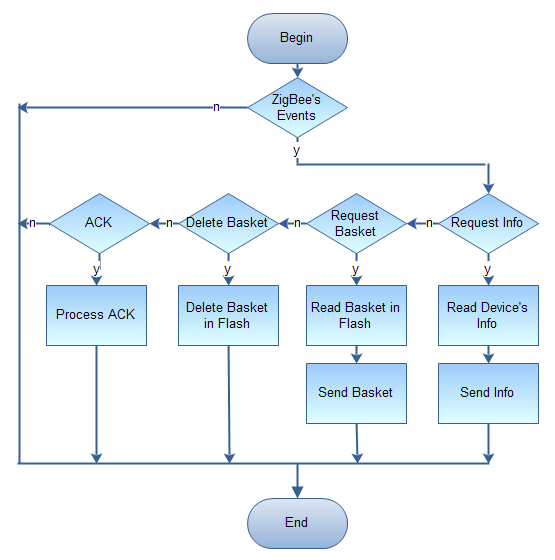 Begin
ZigBee's
Events
n
y
ACK
Delete Basket
Request
Basket
Request Info
n
n
n
n
y
y
y
y
Process ACK
Delete Basket
in Flash
Read Basket in
Flash
Read Device's
Info
Send Basket
Send Info
End